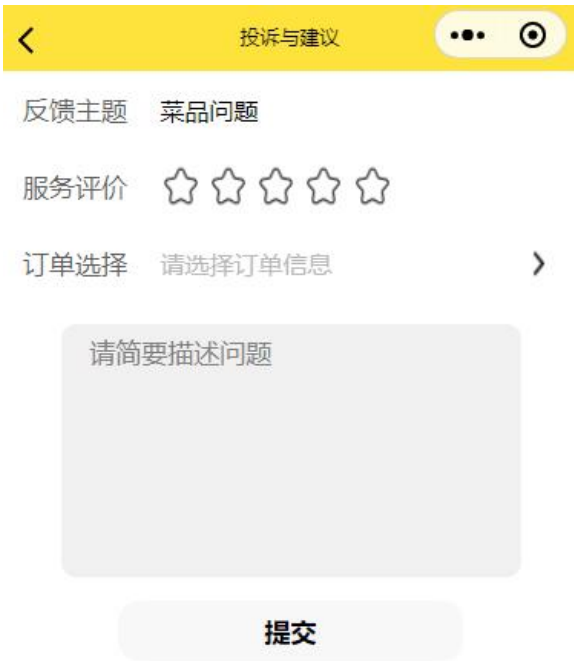 投诉与建议
反馈主题 菜品问题
服务评价
订单选择 请选择订单信息
请简要描述问题
提交